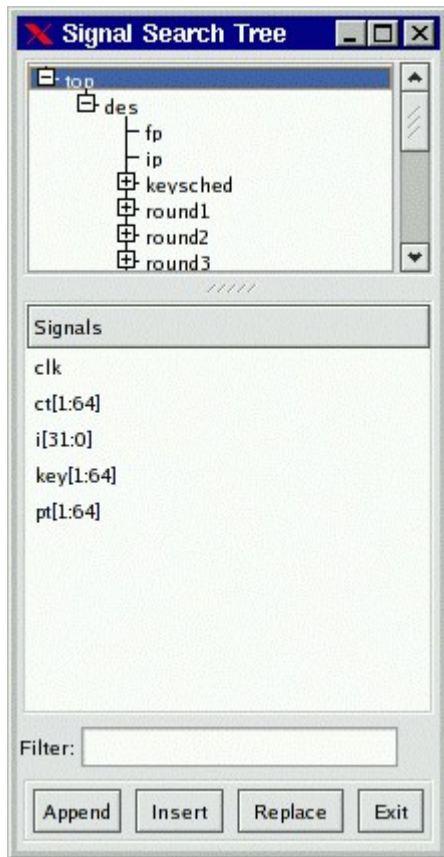 Signal Search Tree
top
des
fp
ip
keysched
round1
round2
round3
Signals
clk
ct[1:64]
i[31:0]
key[1:64]
pt[1:64]
Filter:
Append Insert Replace Exit